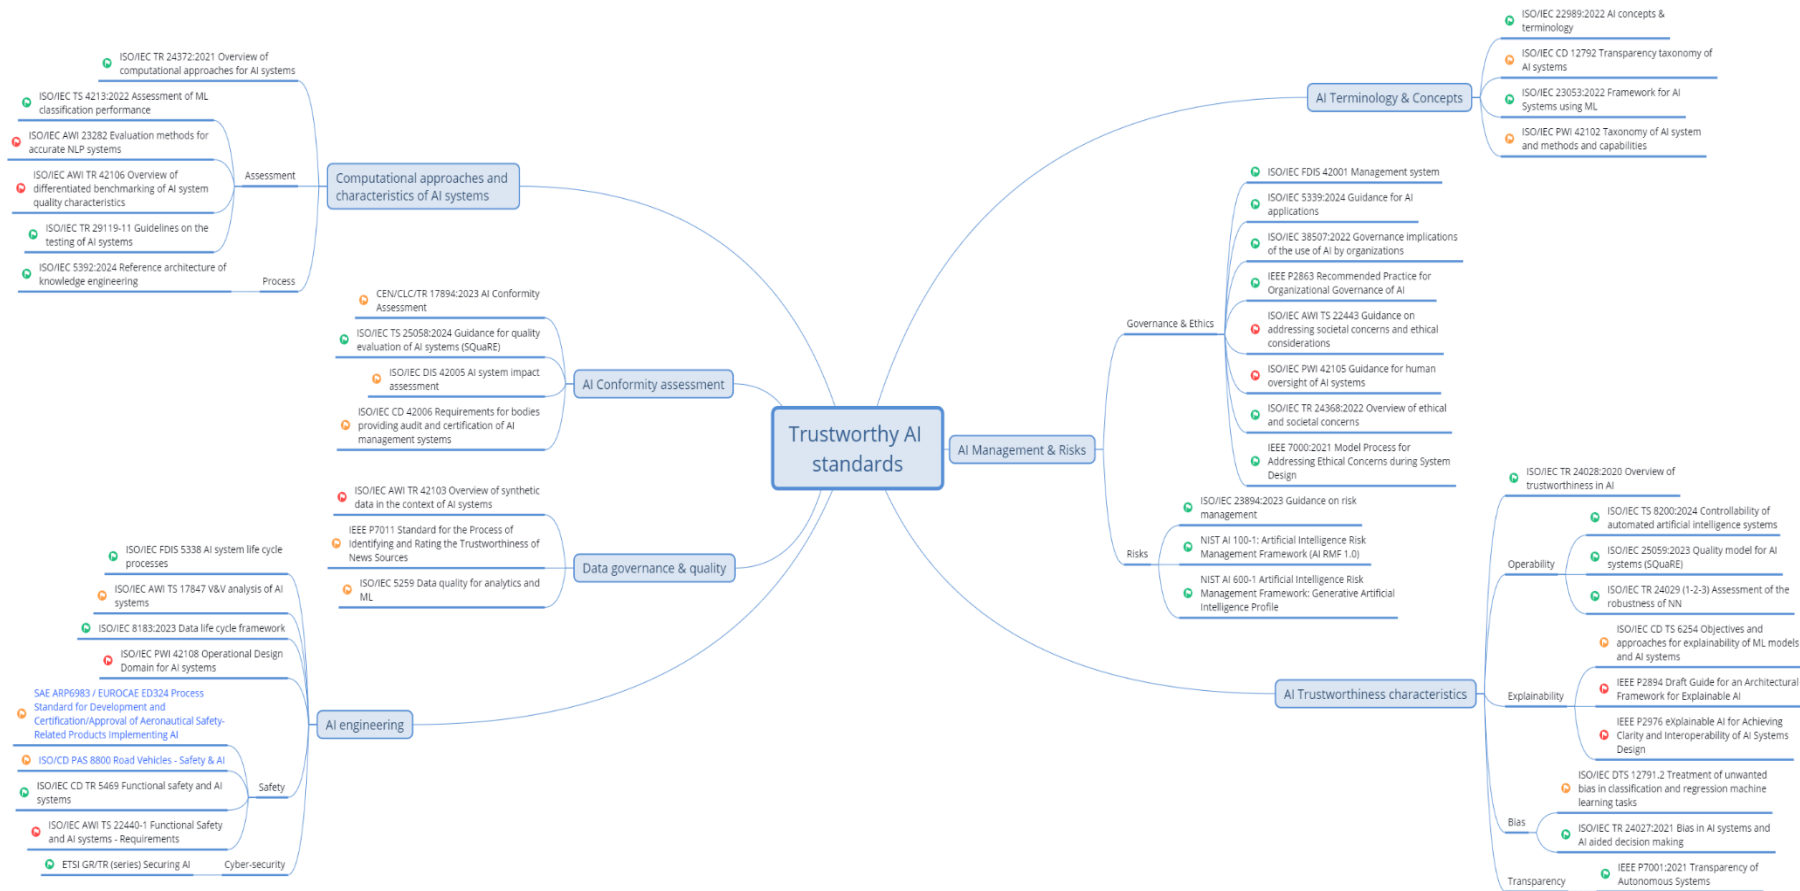 Trustworthy AI
standards
Computational approaches and
characteristics of AI systems
ISO/IEC TR 24372:2021 Overview of
computational approaches for AI systems
Assessment
ISO/IEC TS 4213:2022 Assessment of ML
classification performance
ISO/IEC AWI 23282 Evaluation methods for
accurate NLP systems
ISO/IEC AWI TR 42106 Overview of
differentiated benchmarking of AI system
quality characteristics
ISO/IEC TR 29119-11 Guidelines on the
testing of AI systems
Process
ISO/IEC 5392:2024 Reference architecture of
knowledge engineering
AI Conformity assessment
CEN/CLC/TR 17894:2023 AI Conformity
Assessment
ISO/IEC TS 25058:2024 Guidance for quality
evaluation of AI systems (SQuaRE)
ISO/IEC DIS 42005 AI system impact
assessment
ISO/IEC CD 42006 Requirements for bodies
providing audit and certification of AI
management systems
Data governance & quality
ISO/IEC AWI TR 42103 Overview of synthetic
data in the context of AI systems
IEEE P7011 Standard for the Process of
Identifying and Rating the Trustworthiness of
News Sources
ISO/IEC 5259 Data quality for analytics and
ML
AI engineering
ISO/IEC FDIS 5338 AI system life cycle
processes
ISO/IEC AWI TS 17847 V&V analysis of AI
systems
ISO/IEC 8183:2023 Data life cycle framework
ISO/IEC PWI 42108 Operational Design
Domain for AI systems
Safety
SAE ARP6983 / EUROCAE ED324 Process
Standard for Development and
Certification/Approval of Aeronautical Safety-
Related Products Implementing AI
ISO/CD PAS 8800 Road Vehicles - Safety & AI
ISO/IEC CD TR 5469 Functional safety and AI
systems
ISO/IEC AWI TS 22440-1 Functional Safety
and AI systems - Requirements
Cyber-security
ETSI GR/TR (series) Securing AI
AI Terminology & Concepts
ISO/IEC 22989:2022 AI concepts &
terminology
ISO/IEC CD 12792 Transparency taxonomy of
AI systems
ISO/IEC 23053:2022 Framework for AI
Systems using ML
ISO/IEC PWI 42102 Taxonomy of AI system
and methods and capabilities
AI Management & Risks
Governance & Ethics
ISO/IEC FDIS 42001 Management system
ISO/IEC 5339:2024 Guidance for AI
applications
ISO/IEC 38507:2022 Governance implications
of the use of AI by organizations
IEEE P2863 Recommended Practice for
Organizational Governance of AI
ISO/IEC AWI TS 22443 Guidance on
addressing societal concerns and ethical
considerations
ISO/IEC PWI 42105 Guidance for human
oversight of AI systems
ISO/IEC TR 24368:2022 Overview of ethical
and societal concerns
IEEE 7000:2021 Model Process for
Addressing Ethical Concerns during System
Design
Risks
ISO/IEC 23894:2023 Guidance on risk
management
NIST AI 100-1: Artificial Intelligence Risk
Management Framework (AI RMF 1.0)
NIST AI 600-1 Artificial Intelligence Risk
Management Framework: Generative Artificial
Intelligence Profile
AI Trustworthiness characteristics
ISO/IEC TR 24028:2020 Overview of
trustworthiness in AI
Operability
ISO/IEC TS 8200:2024 Controllability of
automated artificial intelligence systems
ISO/IEC 25059:2023 Quality model for AI
systems (SQuaRE)
ISO/IEC TR 24029 (1-2-3) Assessment of the
robustness of NN
Explainability
ISO/IEC CD TS 6254 Objectives and
approaches for explainability of ML models
and AI systems
IEEE P2894 Draft Guide for an Architectural
Framework for Explainable AI
IEEE P2976 eXplainable AI for Achieving
Clarity and Interoperability of AI Systems
Design
Bias
ISO/IEC DTS 12791.2 Treatment of unwanted
bias in classification and regression machine
learning tasks
ISO/IEC TR 24027:2021 Bias in AI systems and
AI aided decision making
Transparency
IEEE P7001:2021 Transparency of
Autonomous Systems